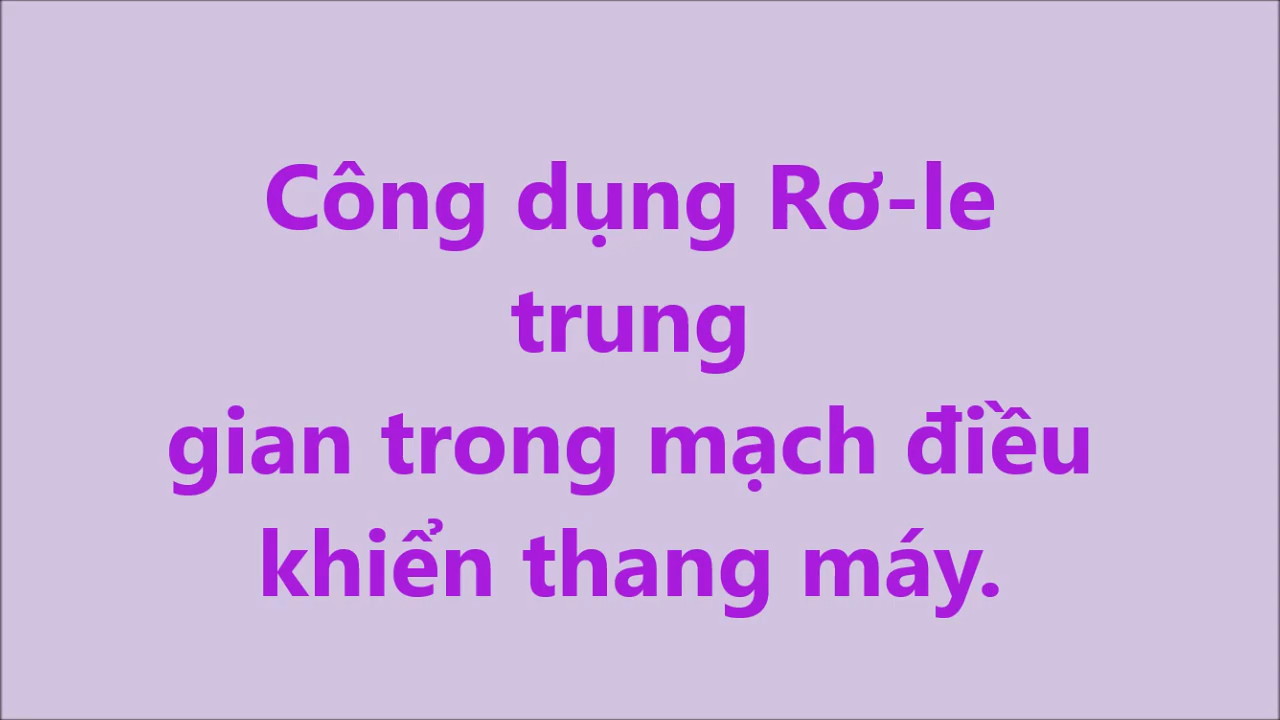 Công dụng Rơ-le
trung
gian trong mạch điều
khiển thang máy.